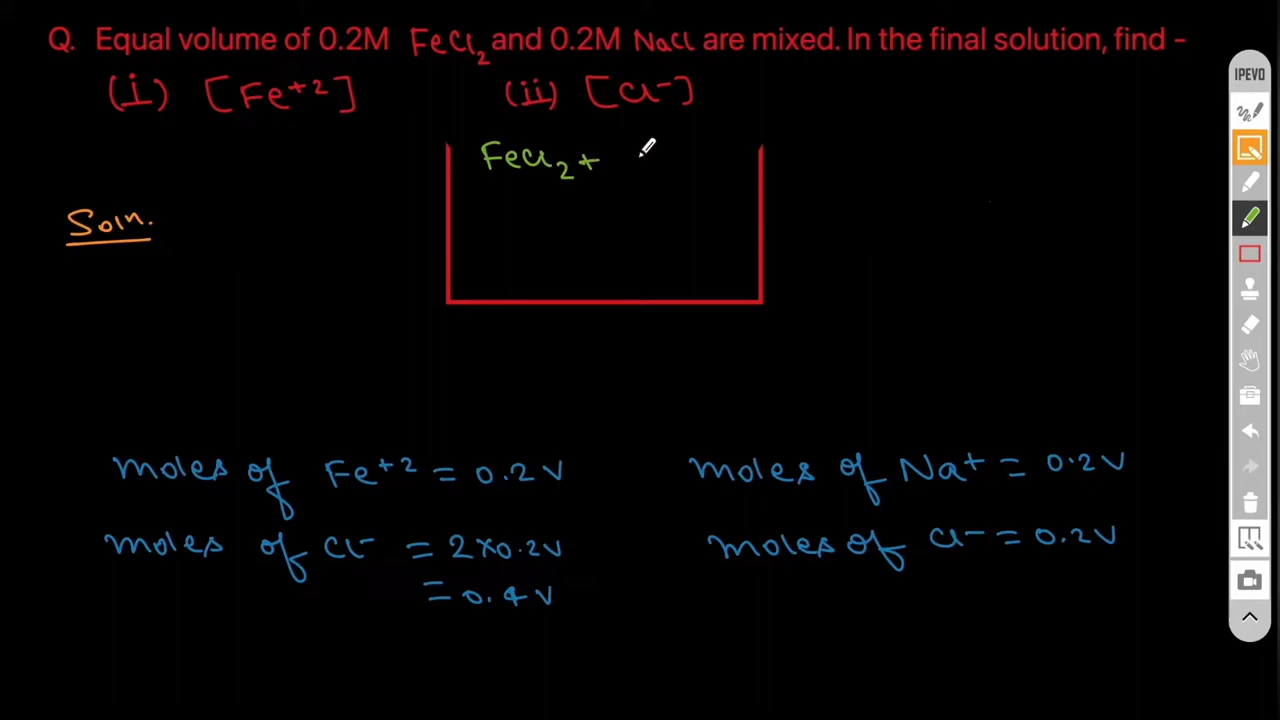 Q. Equal volume of 0.2M FeCl2 and 0.2M NaCl are mixed. In the final solution, find -
(i) [Fe+2] (ii) [Cl-]
FeCl2 +
Soln.
moles of Fe+2 = 0.2V
moles of Na+ = 0.2V
moles of Cl- = 2×0.2V
moles of Cl- = 0.2V
= 0.4V
IPEVO